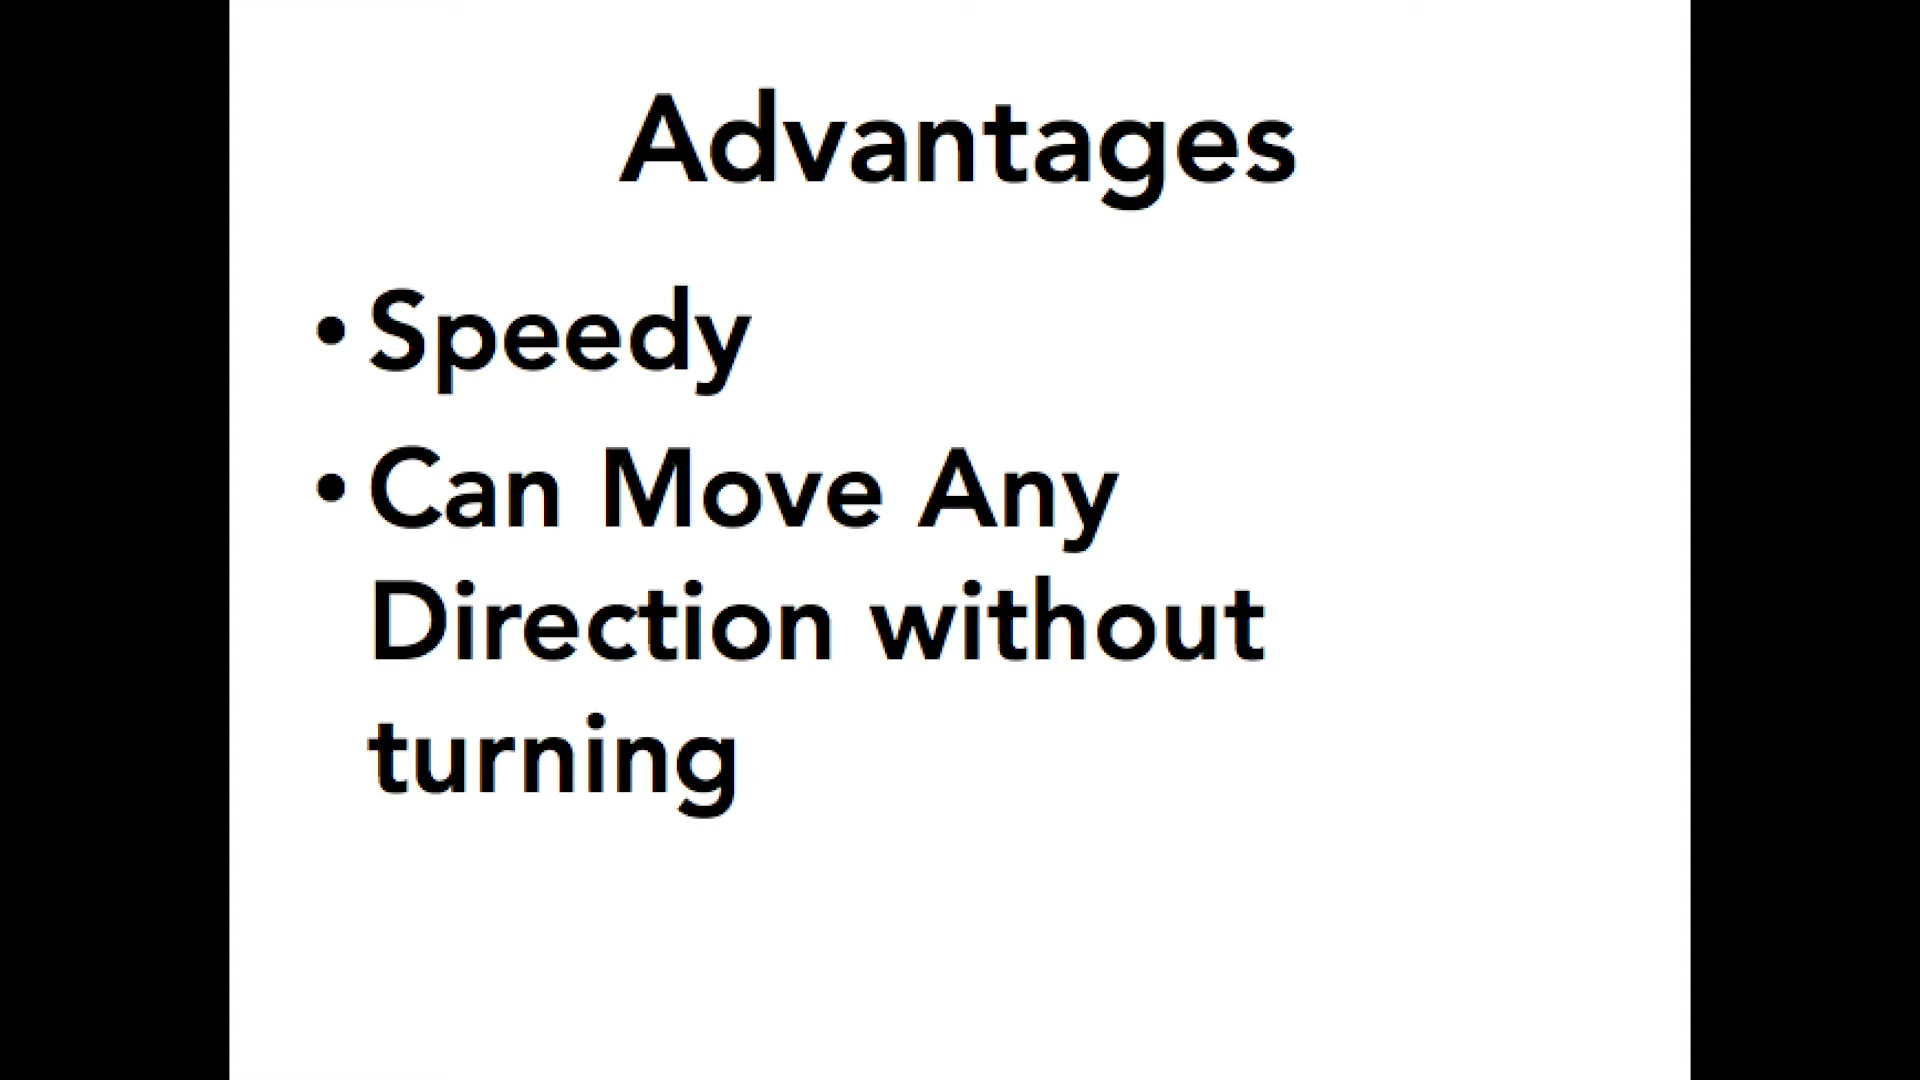 Advantages
• Speedy
• Can Move Any
Direction without
turning